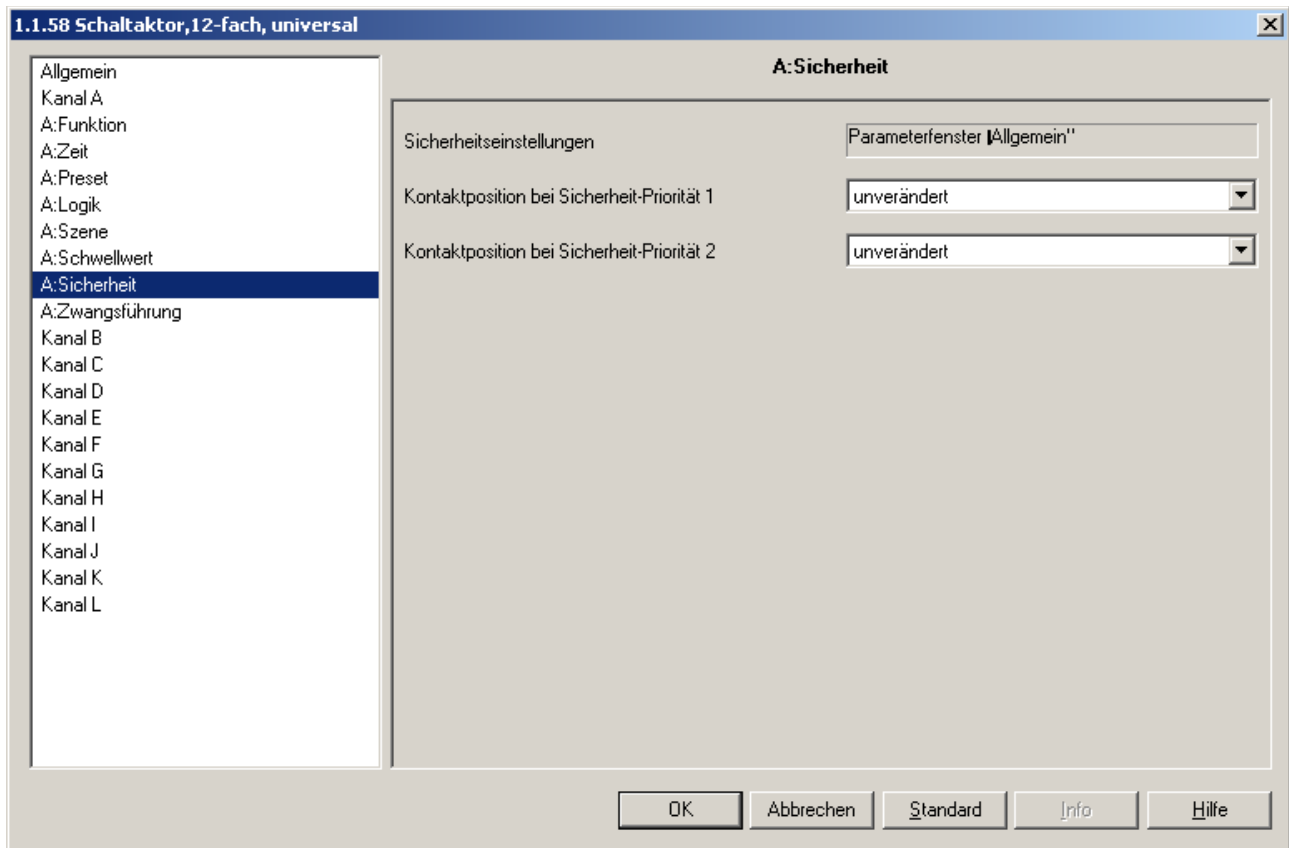 1.1.58 Schaltaktor,12-fach, universal
Allgemein
Kanal A
A:Funktion
A:Zeit
A:Preset
A:Logik
A:Szene
A:Schwellwert
A:Sicherheit
A:Zwangsführung
Kanal B
Kanal C
Kanal D
Kanal E
Kanal F
Kanal G
Kanal H
Kanal I
Kanal J
Kanal K
Kanal L
A:Sicherheit
Sicherheitseinstellungen
Parameterfenster "Allgemein"
Kontaktposition bei Sicherheit-Priorität 1
unverändert
Kontaktposition bei Sicherheit-Priorität 2
unverändert
OK Abbrechen Standard Info Hilfe